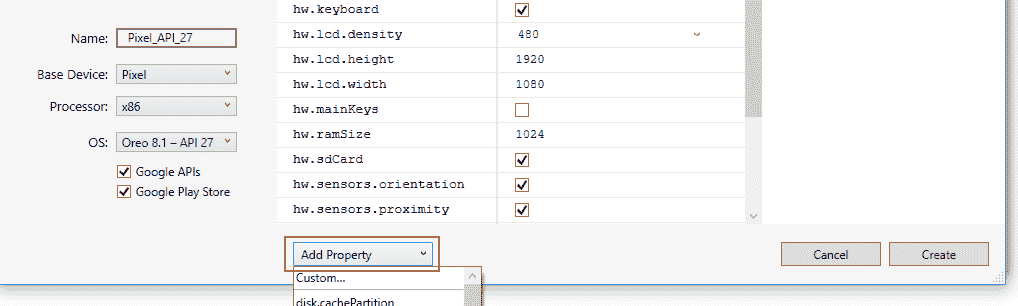 Name: Pixel_API_27
Base Device: Pixel
Processor: x86
OS: Oreo 8.1 – API 27
Google APIs
Google Play Store
hw.keyboard
hw.lcd.density 480
hw.lcd.height 1920
hw.lcd.width 1080
hw.mainKeys
hw.ramSize 1024
hw.sdCard
hw.sensors.orientation
hw.sensors.proximity
Add Property
Custom...
disk.cachePartition
Cancel
Create